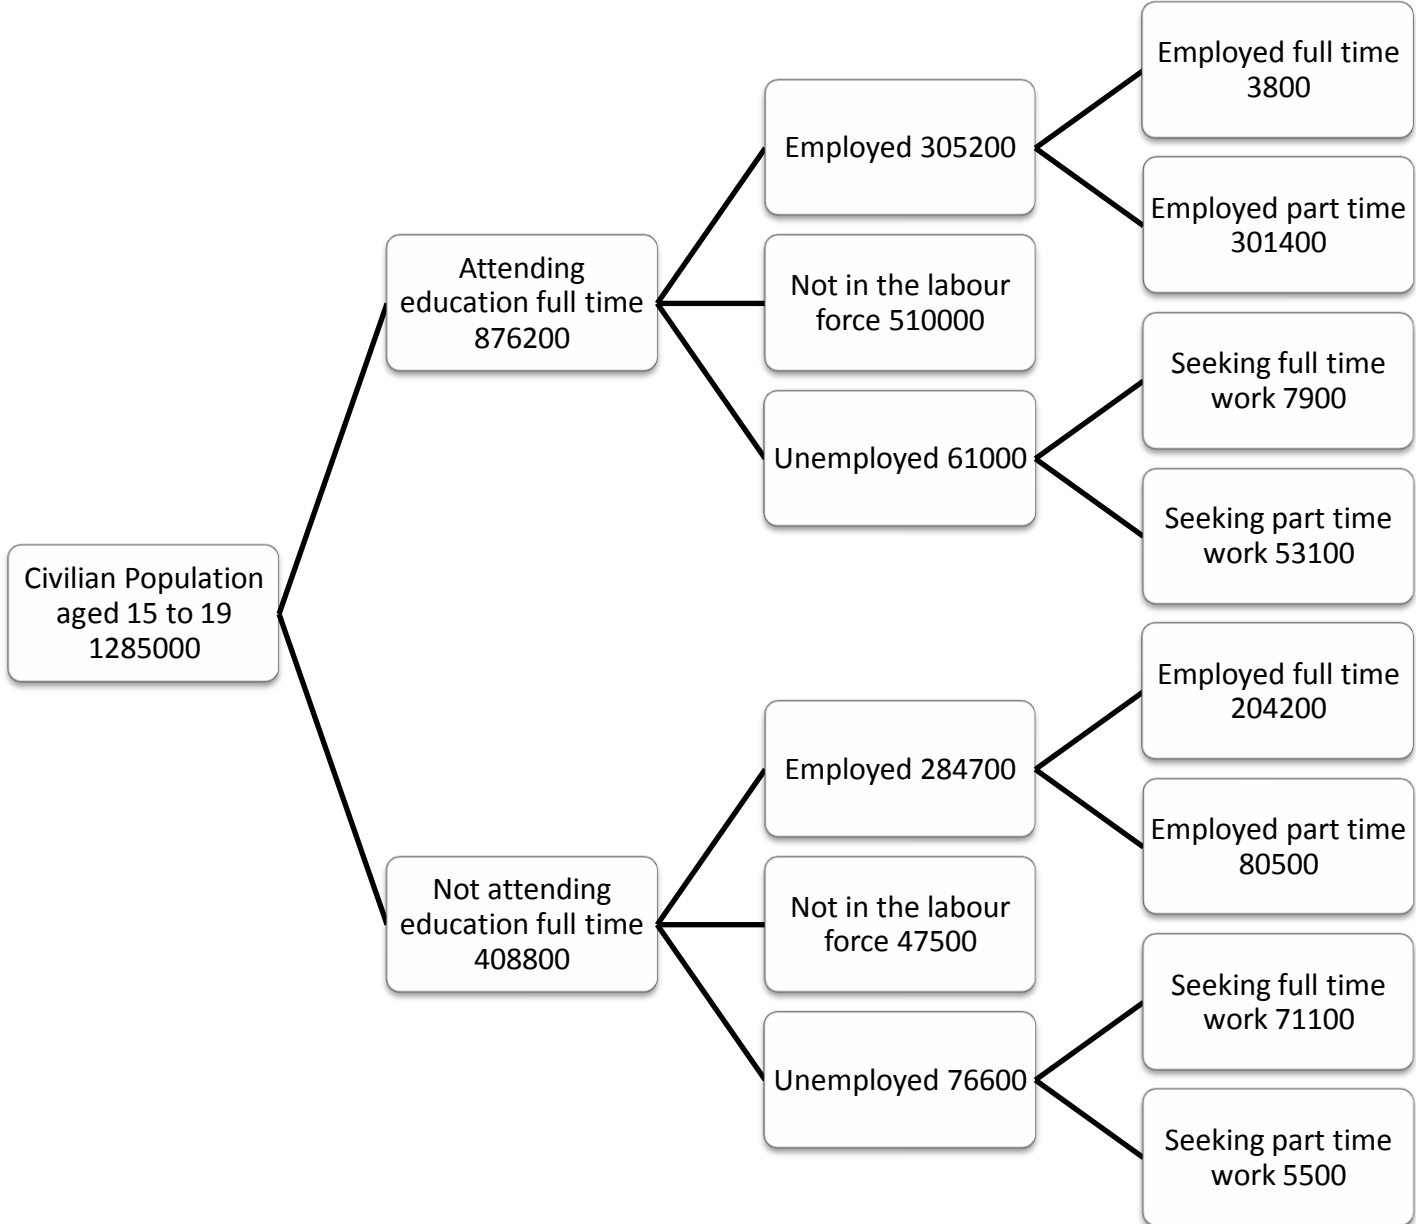 Civilian Population
aged 15 to 19
1285000
Attending
education full time
876200
Employed 305200
Employed full time
3800
Employed part time
301400
Not in the labour
force 510000
Unemployed 61000
Seeking full time
work 7900
Seeking part time
work 53100
Not attending
education full time
408800
Employed 284700
Employed full time
204200
Employed part time
80500
Not in the labour
force 47500
Unemployed 76600
Seeking full time
work 71100
Seeking part time
work 5500